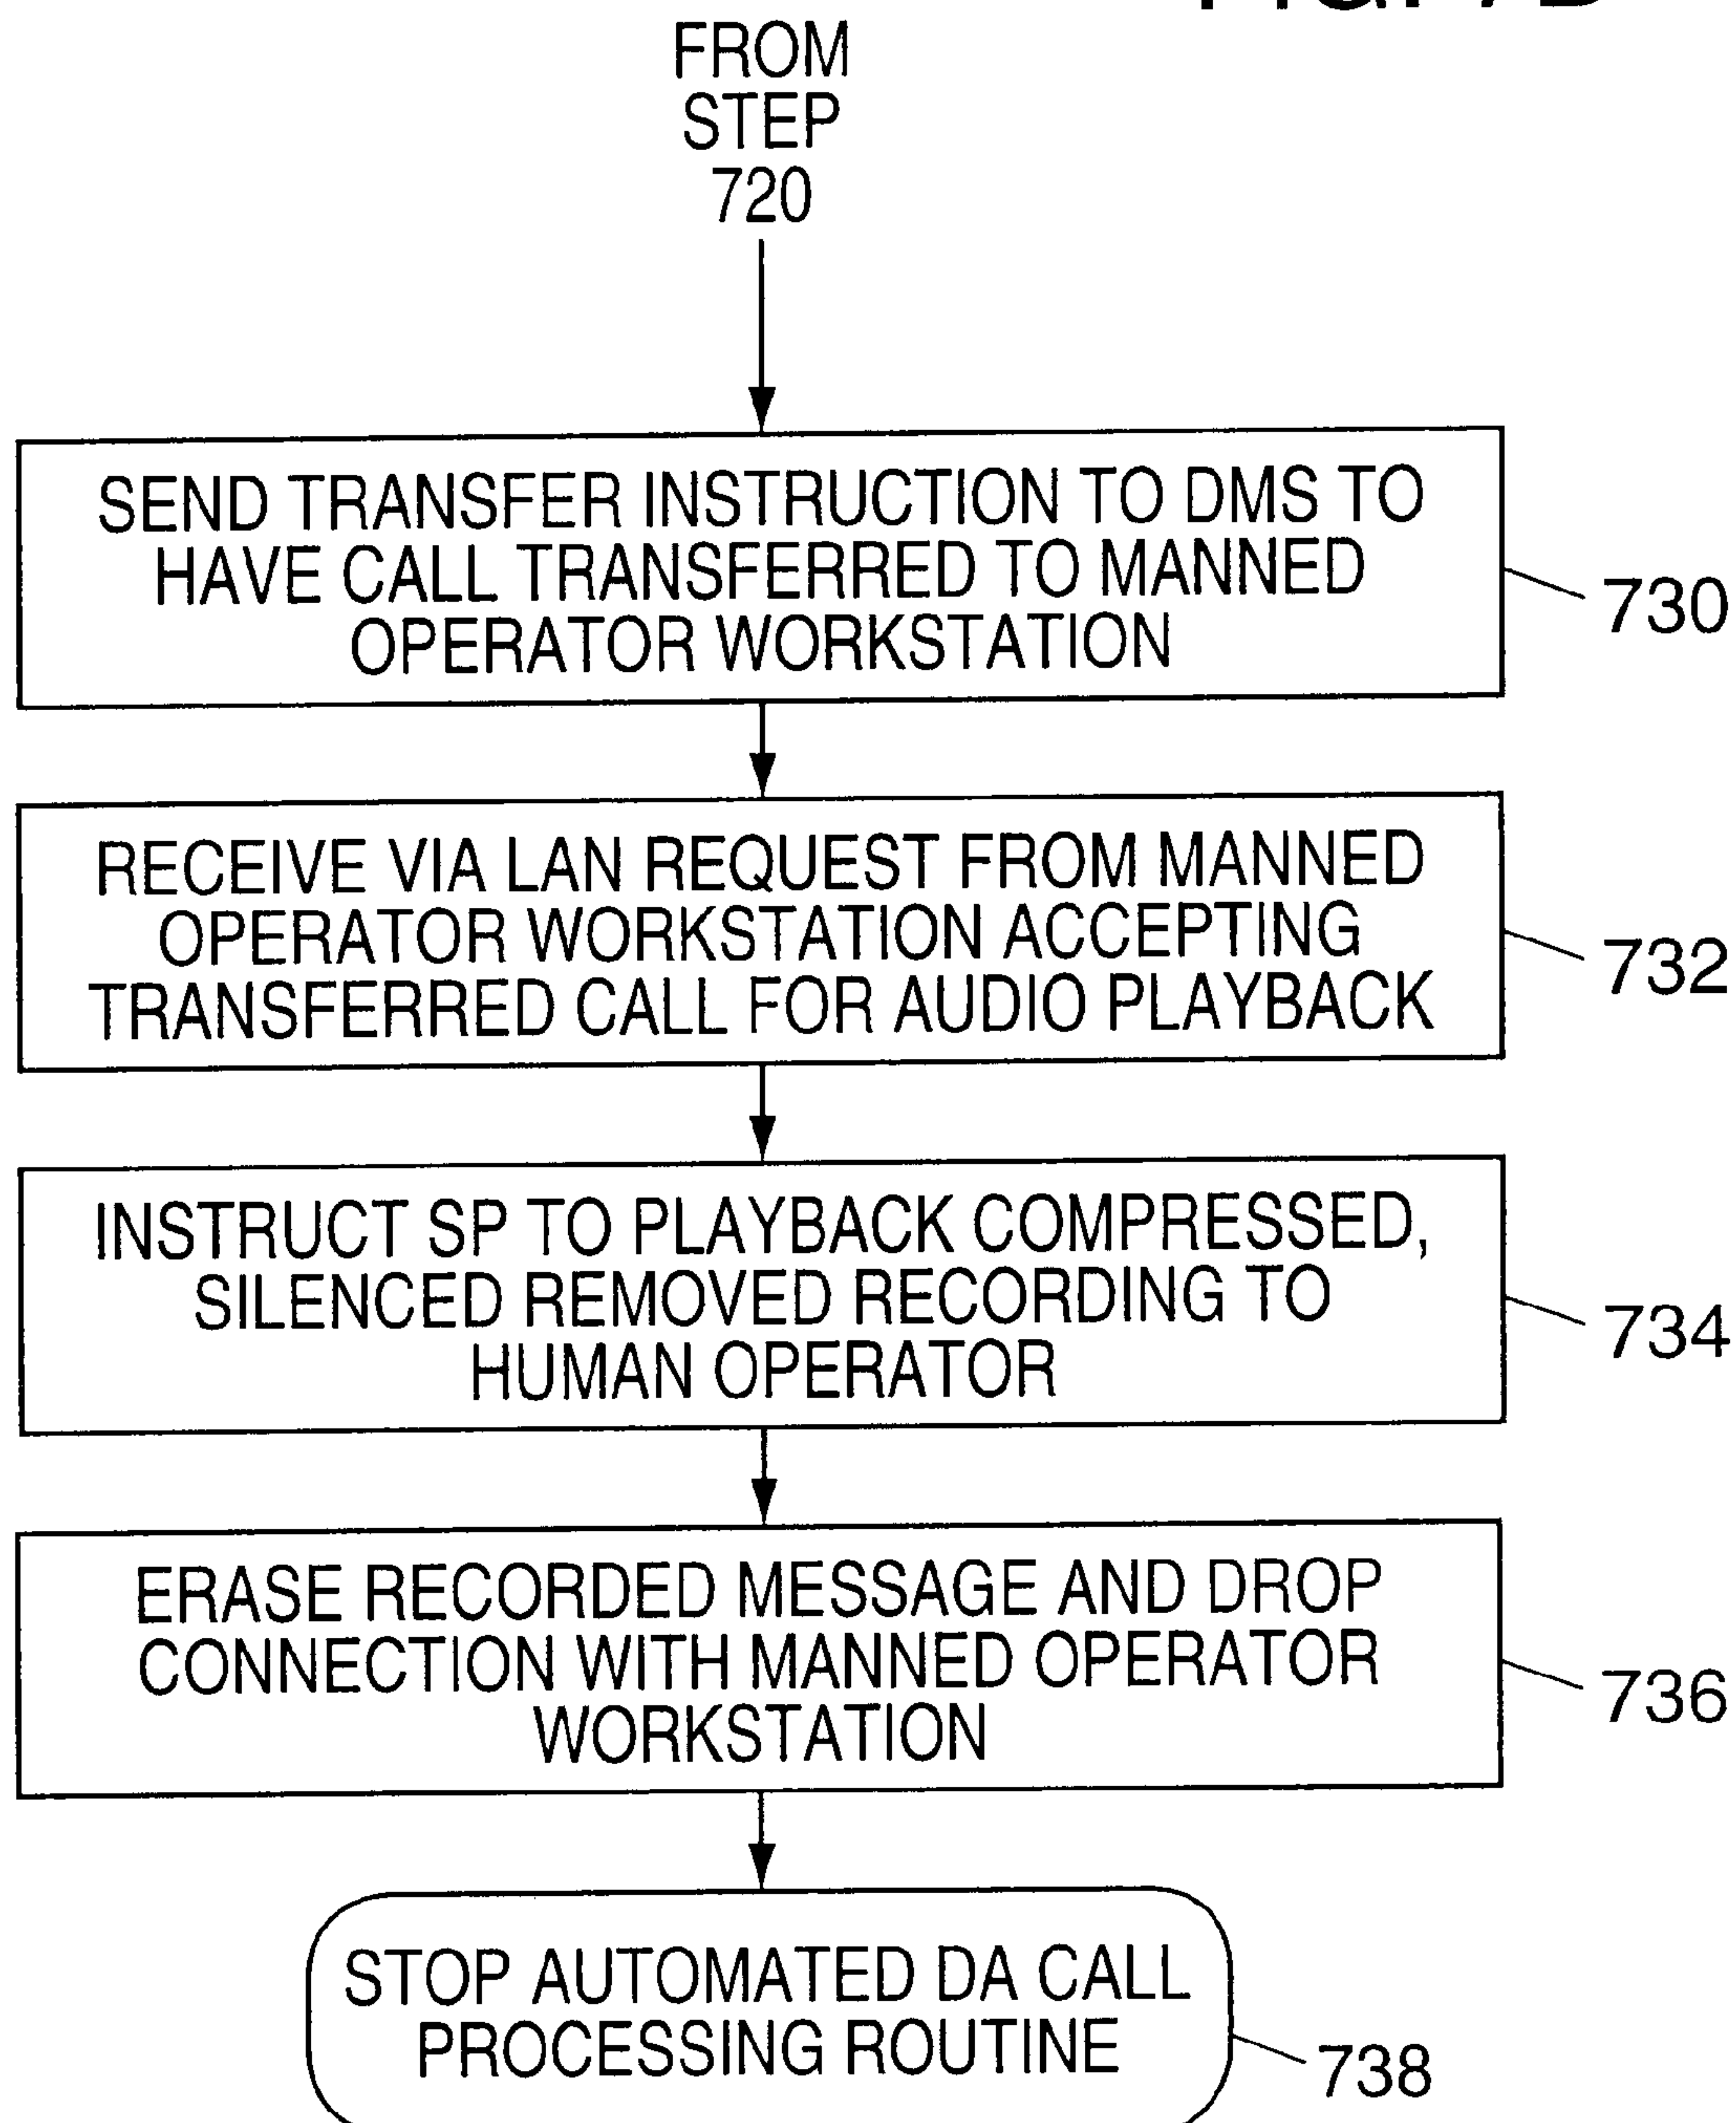 FROM
STEP
720
SEND TRANSFER INSTRUCTION TO DMS TO
HAVE CALL TRANSFERRED TO MANNED
OPERATOR WORKSTATION
730
RECEIVE VIA LAN REQUEST FROM MANNED
OPERATOR WORKSTATION ACCEPTING
TRANSFERRED CALL FOR AUDIO PLAYBACK
732
INSTRUCT SP TO PLAYBACK COMPRESSED,
SILENCED REMOVED RECORDING TO
HUMAN OPERATOR
734
ERASE RECORDED MESSAGE AND DROP
CONNECTION WITH MANNED OPERATOR
WORKSTATION
736
STOP AUTOMATED DA CALL
PROCESSING ROUTINE
738